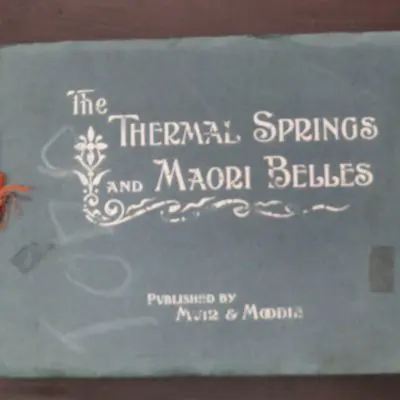 The
THERMAL SPRINGS
AND MAORI BELLES
PUBLISHED BY
MUIR & MOODIE